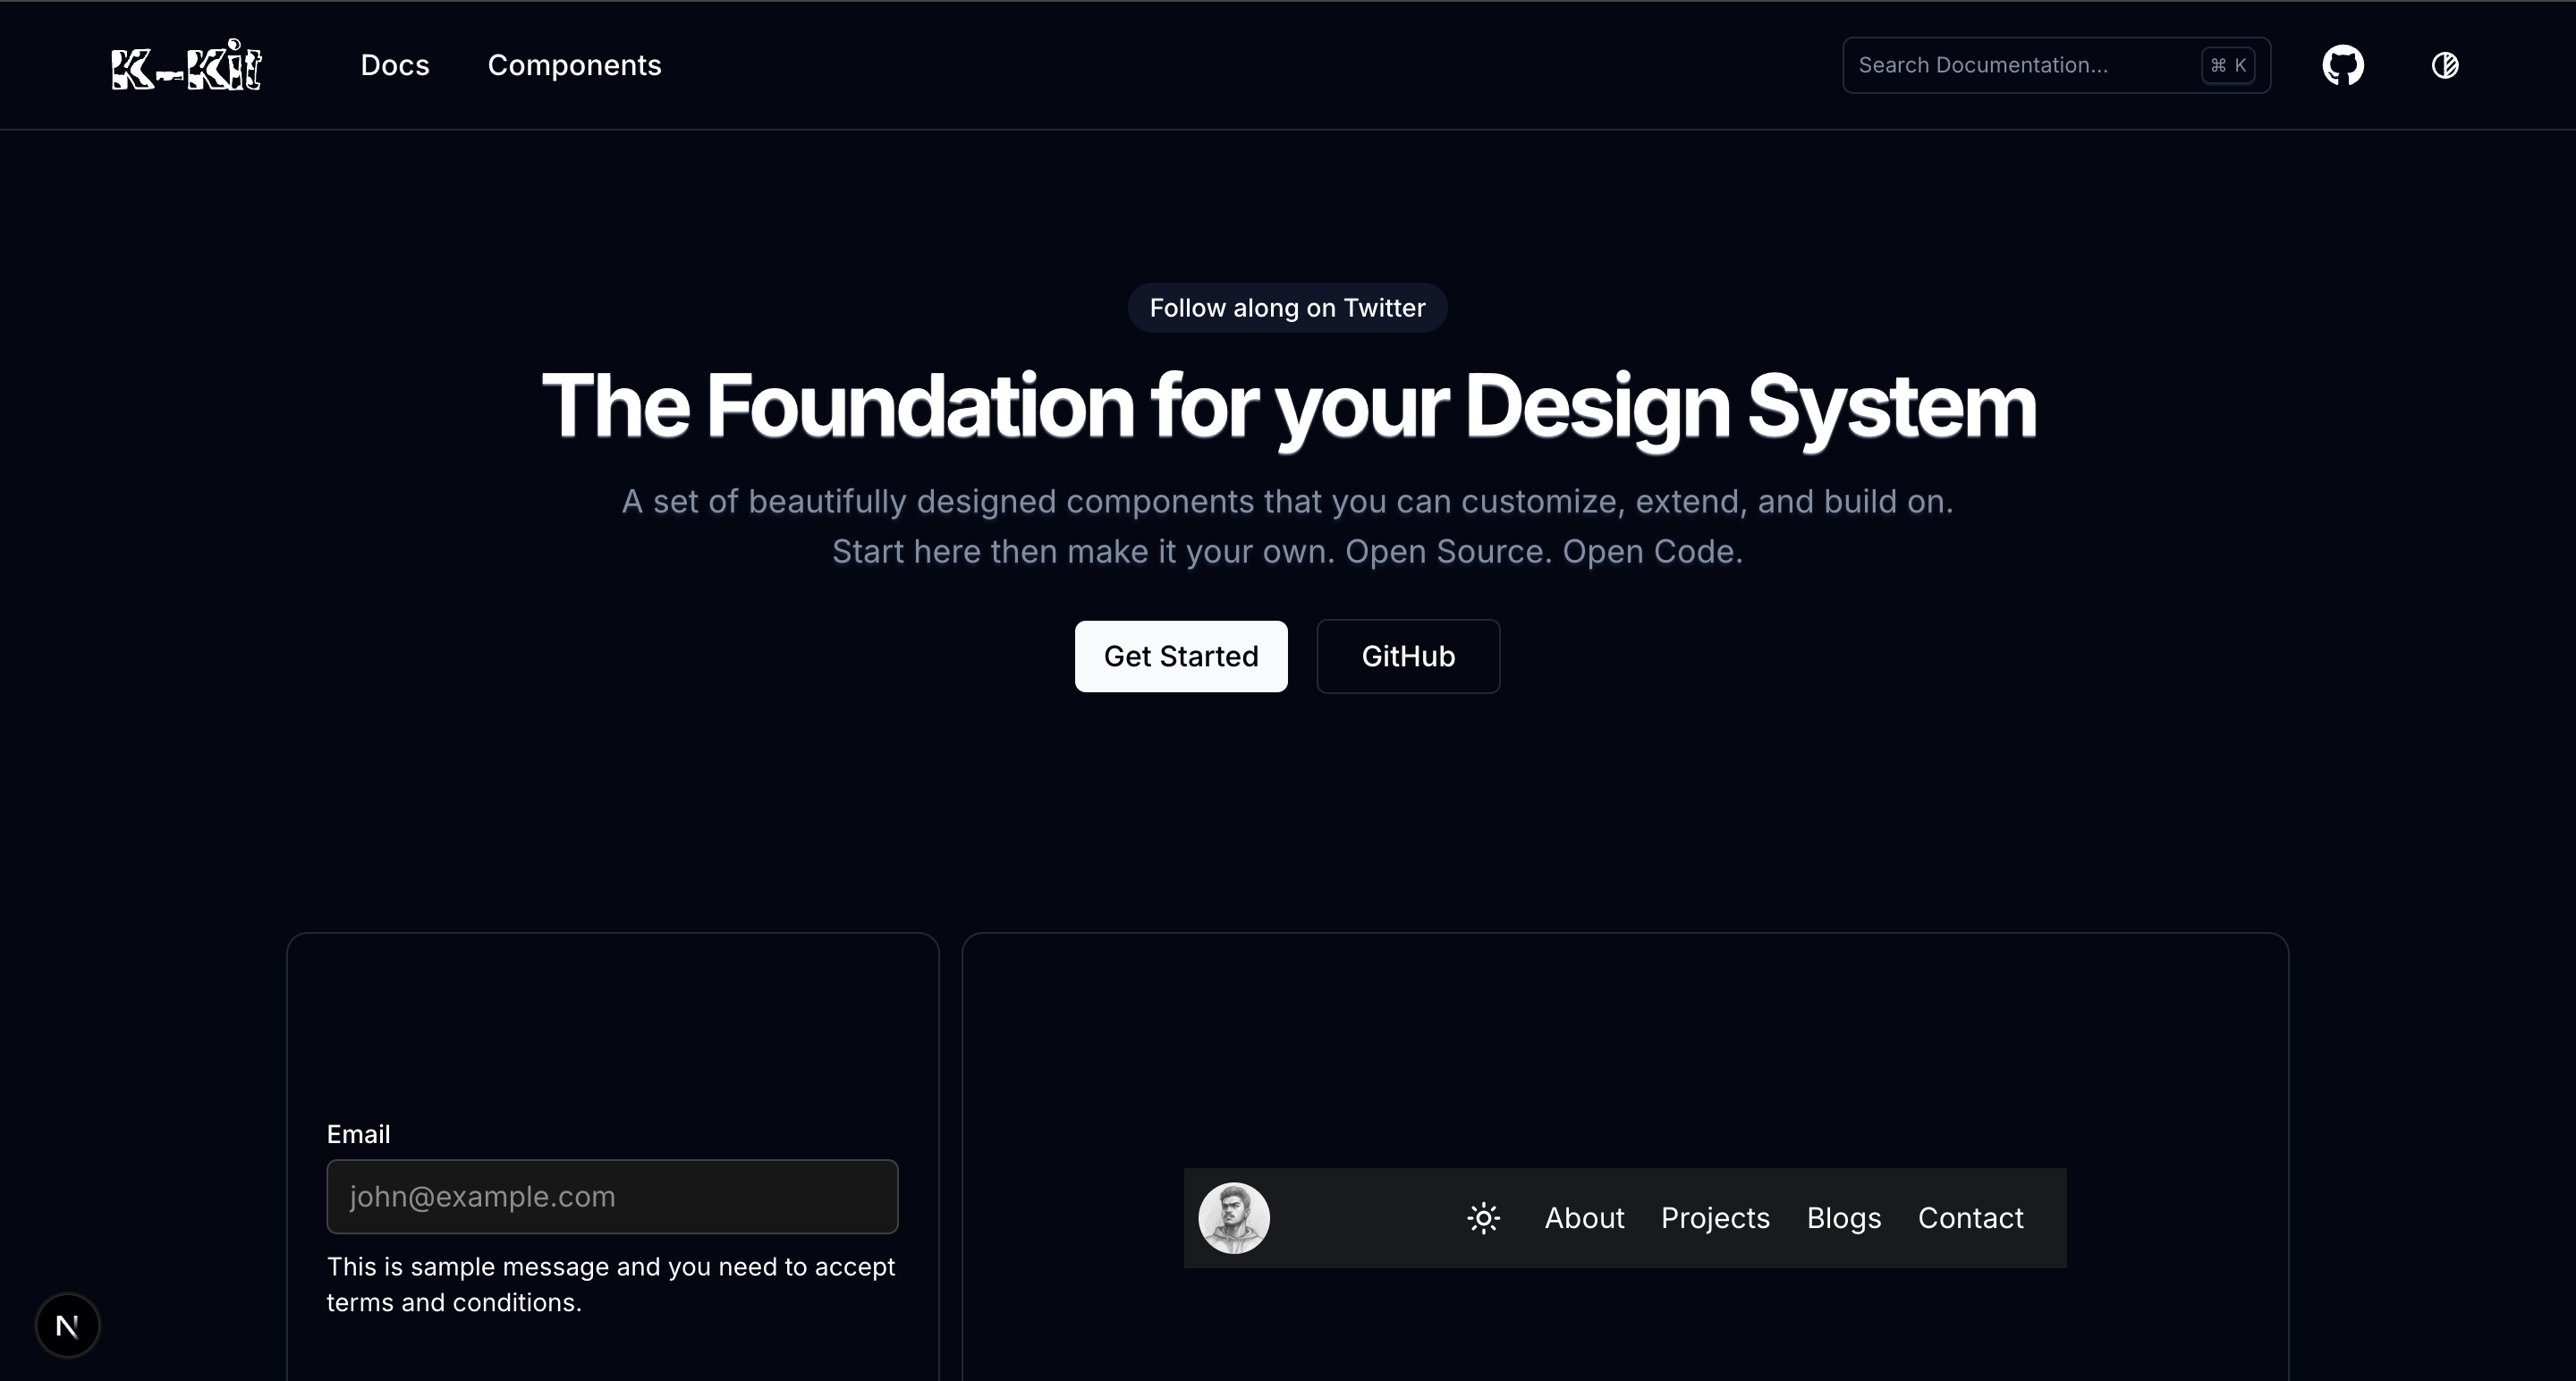 K-Kit
Docs
Components
Search Documentation...
⌘ K
Follow along on Twitter
The Foundation for your Design System
A set of beautifully designed components that you can customize, extend, and build on.
Start here then make it your own. Open Source. Open Code.
Get Started
GitHub
Email
john@example.com
This is sample message and you need to accept
terms and conditions.
About
Projects
Blogs
Contact
N